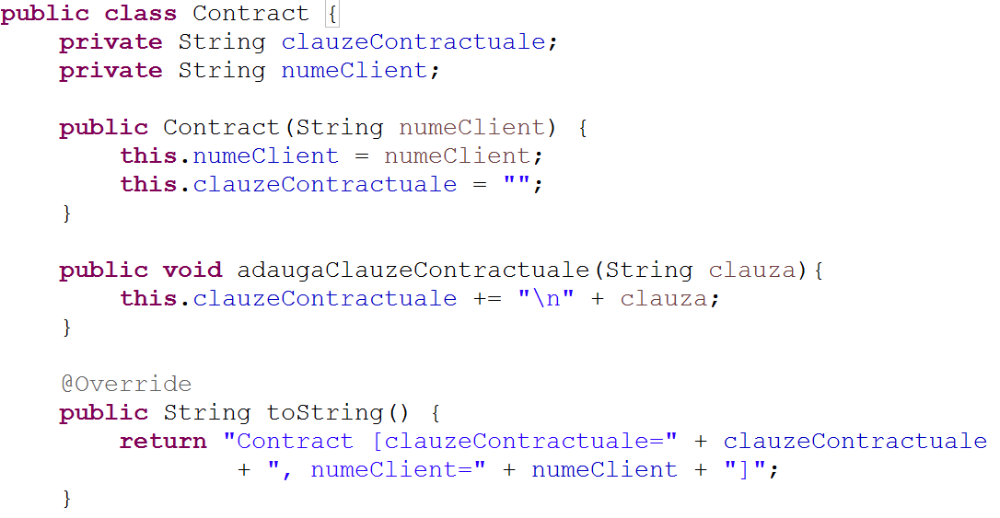 public class Contract {
    private String clauzeContractuale;
    private String numeClient;

    public Contract(String numeClient) {
        this.numeClient = numeClient;
        this.clauzeContractuale = "";
    }

    public void adaugaClauzeContractuale(String clauza){
        this.clauzeContractuale += "\n" + clauza;
    }

    @Override
    public String toString() {
        return "Contract [clauzeContractuale=" + clauzeContractuale
                + ", numeClient=" + numeClient + "]";
    }